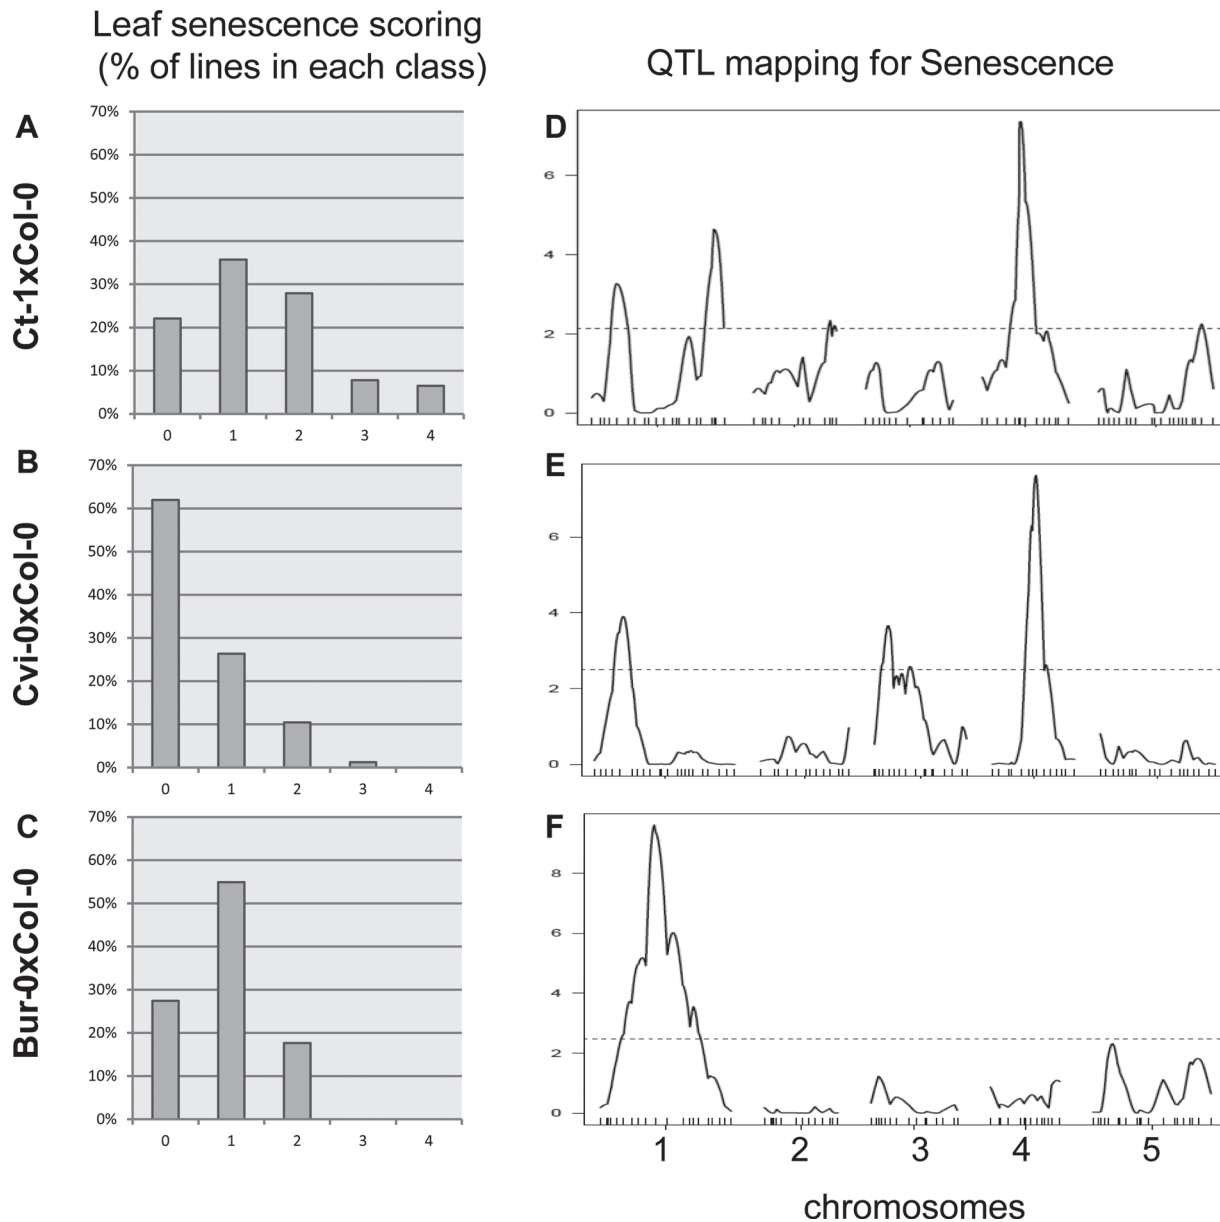 Leaf senescence scoring
(% of lines in each class)
QTL mapping for Senescence
A
Ct-1xCol-0
70%
60%
50%
40%
30%
20%
10%
0%
0 1 2 3 4
D
6
4
2
0
B
Cvi-0xCol-0
70%
60%
50%
40%
30%
20%
10%
0%
0 1 2 3 4
E
6
4
2
0
C
Bur-0xCol-0
70%
60%
50%
40%
30%
20%
10%
0%
0 1 2 3 4
F
8
6
4
2
0
1 2 3 4 5
chromosomes